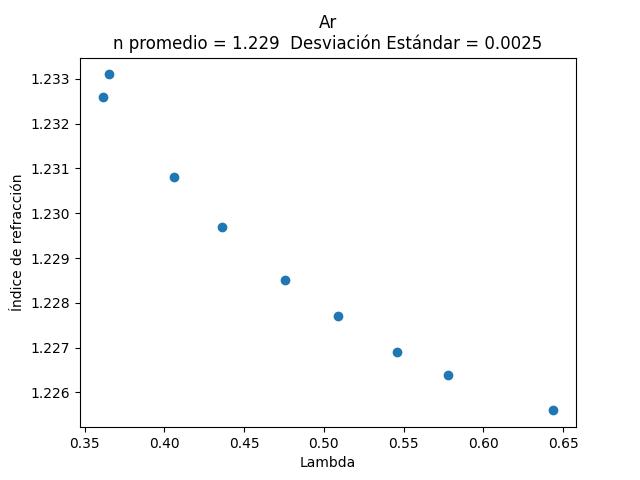 Ar
n promedio = 1.229  Desviación Estándar = 0.0025
1.233
1.232
1.231
1.230
1.229
1.228
1.227
1.226
Índice de refracción
0.35 0.40 0.45 0.50 0.55 0.60 0.65
Lambda